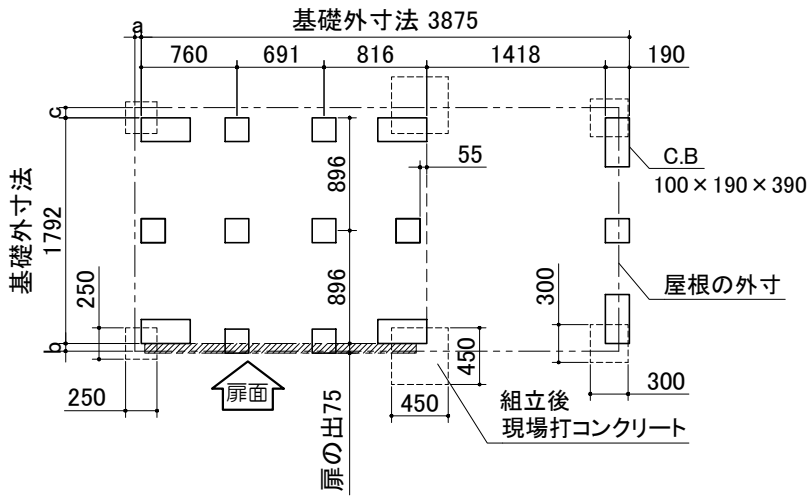 基礎外寸法 3875
a
760
691
816
1418
190
c
C.B
100×190×390
55
896
基礎外寸法
1792
896
屋根の外寸
250
300
b
250
扉面
扉の出75
450
450
300
組立後
現場打コンクリート